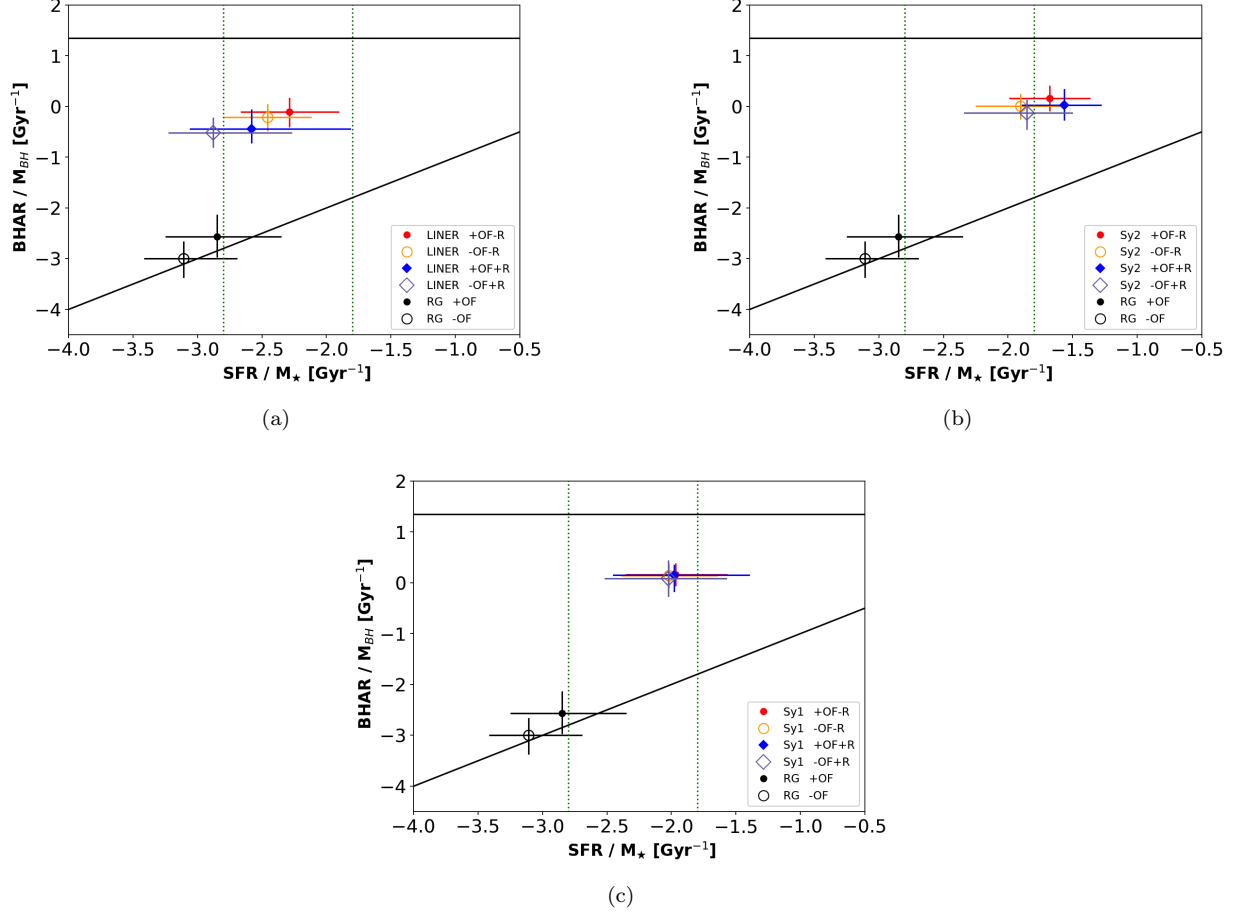 2
1
0
−1
−2
−3
−4
BHAR / M_BH [Gyr⁻¹]
LINER +OF-R
LINER -OF-R
LINER +OF+R
LINER -OF+R
RG +OF
RG -OF
−4.0 −3.5 −3.0 −2.5 −2.0 −1.5 −1.0 −0.5
SFR / M★ [Gyr⁻¹]
(a)
2
1
0
−1
−2
−3
−4
BHAR / M_BH [Gyr⁻¹]
Sy2 +OF-R
Sy2 -OF-R
Sy2 +OF+R
Sy2 -OF+R
RG +OF
RG -OF
−4.0 −3.5 −3.0 −2.5 −2.0 −1.5 −1.0 −0.5
SFR / M★ [Gyr⁻¹]
(b)
2
1
0
−1
−2
−3
−4
BHAR / M_BH [Gyr⁻¹]
Sy1 +OF-R
Sy1 -OF-R
Sy1 +OF+R
Sy1 -OF+R
RG +OF
RG -OF
−4.0 −3.5 −3.0 −2.5 −2.0 −1.5 −1.0 −0.5
SFR / M★ [Gyr⁻¹]
(c)